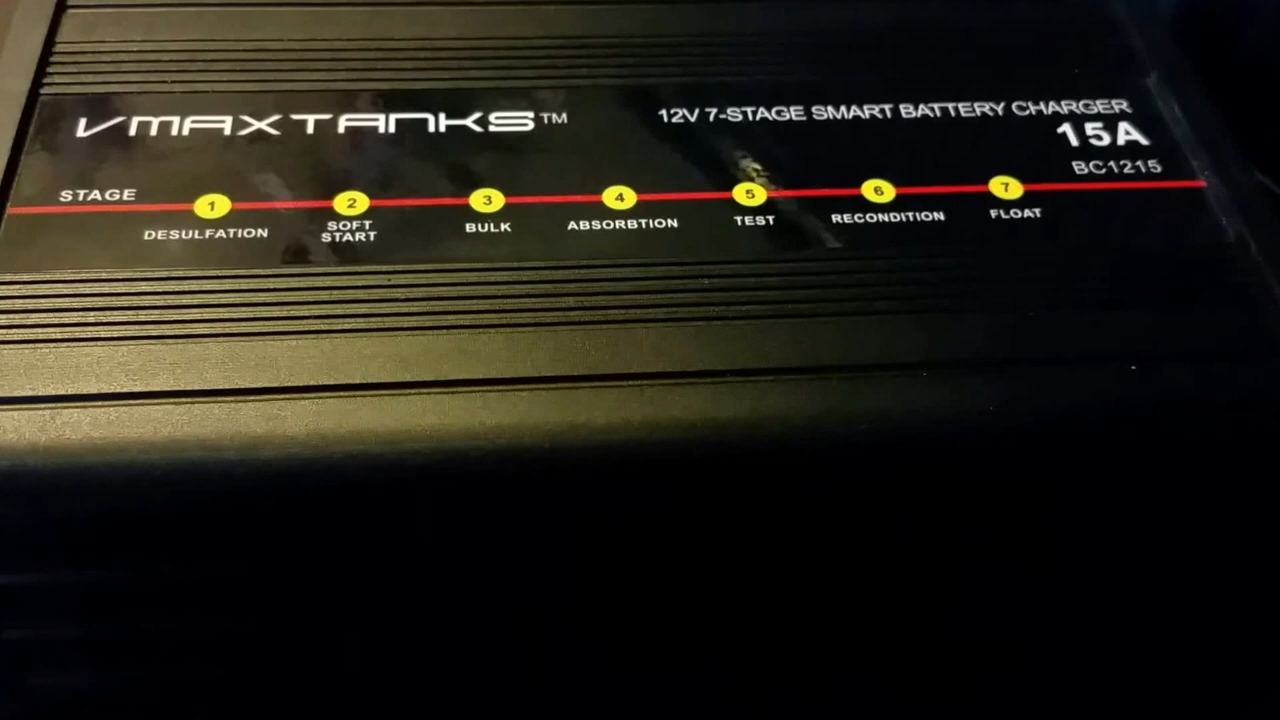 VMAXTANKS™
12V 7-STAGE SMART BATTERY CHARGER
15A
BC1215
STAGE
1 2 3 4 5 6 7
DESULFATION
SOFT
START
BULK
ABSORBTION
TEST
RECONDITION
FLOAT